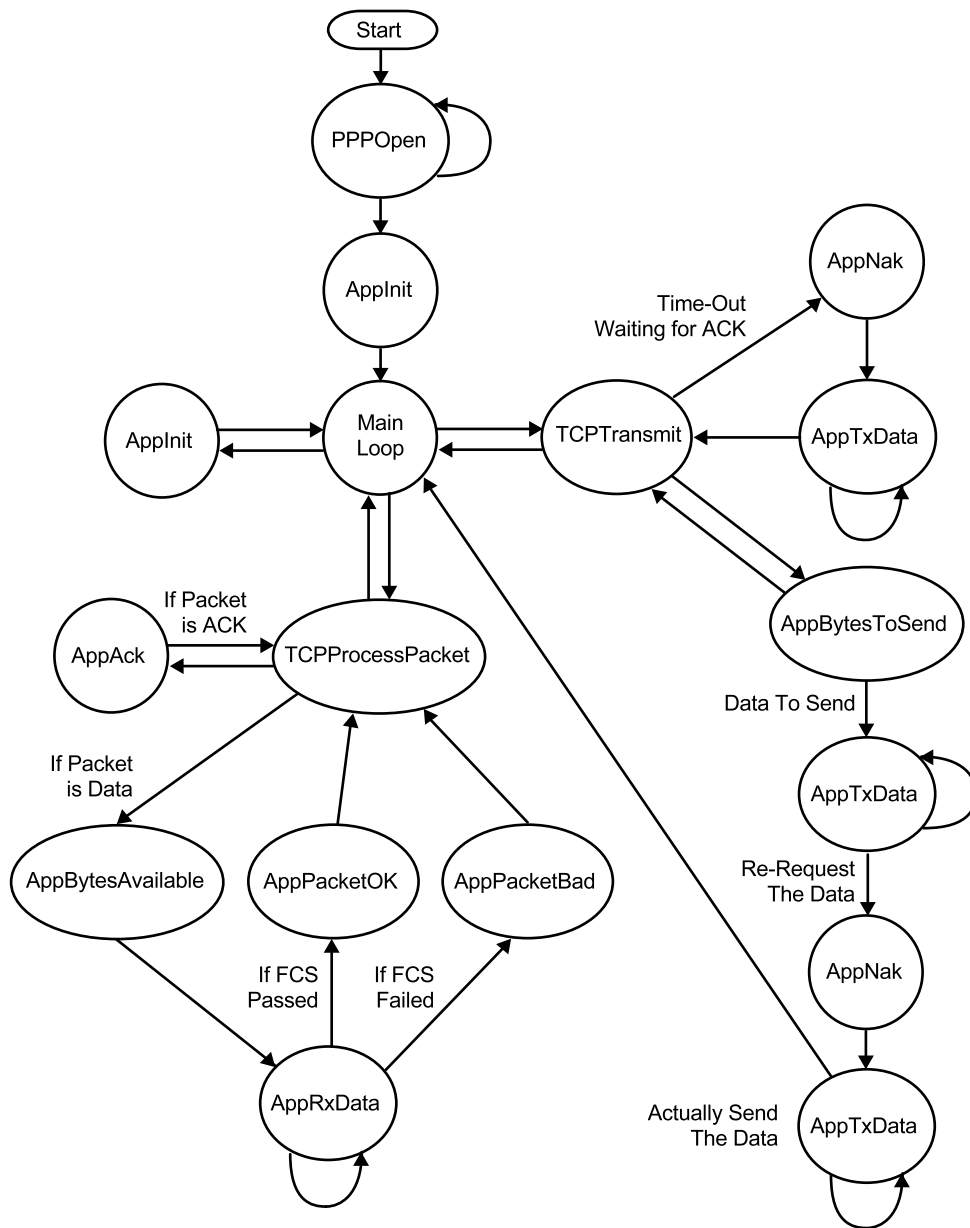 Start
PPPOpen
AppInit
AppNak
Time-Out
Waiting for ACK
AppInit
Main
Loop
TCPTransmit
AppTxData
If Packet
is ACK
AppAck
TCPProcessPacket
AppBytesToSend
Data To Send
If Packet
is Data
AppTxData
AppBytesAvailable
AppPacketOK
AppPacketBad
Re-Request
The Data
If FCS
Passed
If FCS
Failed
AppNak
AppRxData
Actually Send
The Data
AppTxData